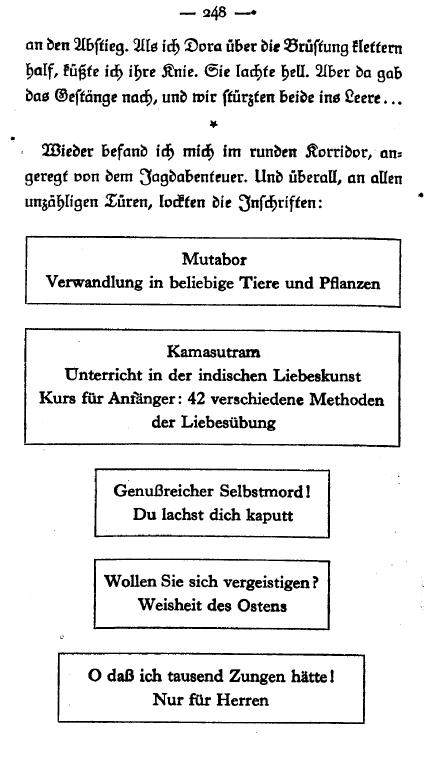 — 248 —
an den Abstieg. Als ich Dora über die Brüstung klettern
half, küßte ich ihre Knie. Sie lachte hell. Aber da gab
das Gestänge nach, und wir stürzten beide ins Leere...
*
Wieder befand ich mich im runden Korridor, an-
geregt von dem Jagdabenteuer. Und überall, an allen
unzähligen Türen, lockten die Inschriften:
Mutabor
Verwandlung in beliebige Tiere und Pflanzen
Kamasutram
Unterricht in der indischen Liebeskunst
Kurs für Anfänger: 42 verschiedene Methoden
der Liebesübung
Genußreicher Selbstmord!
Du lachst dich kaputt
Wollen Sie sich vergeistigen?
Weisheit des Ostens
O daß ich tausend Zungen hätte!
Nur für Herren